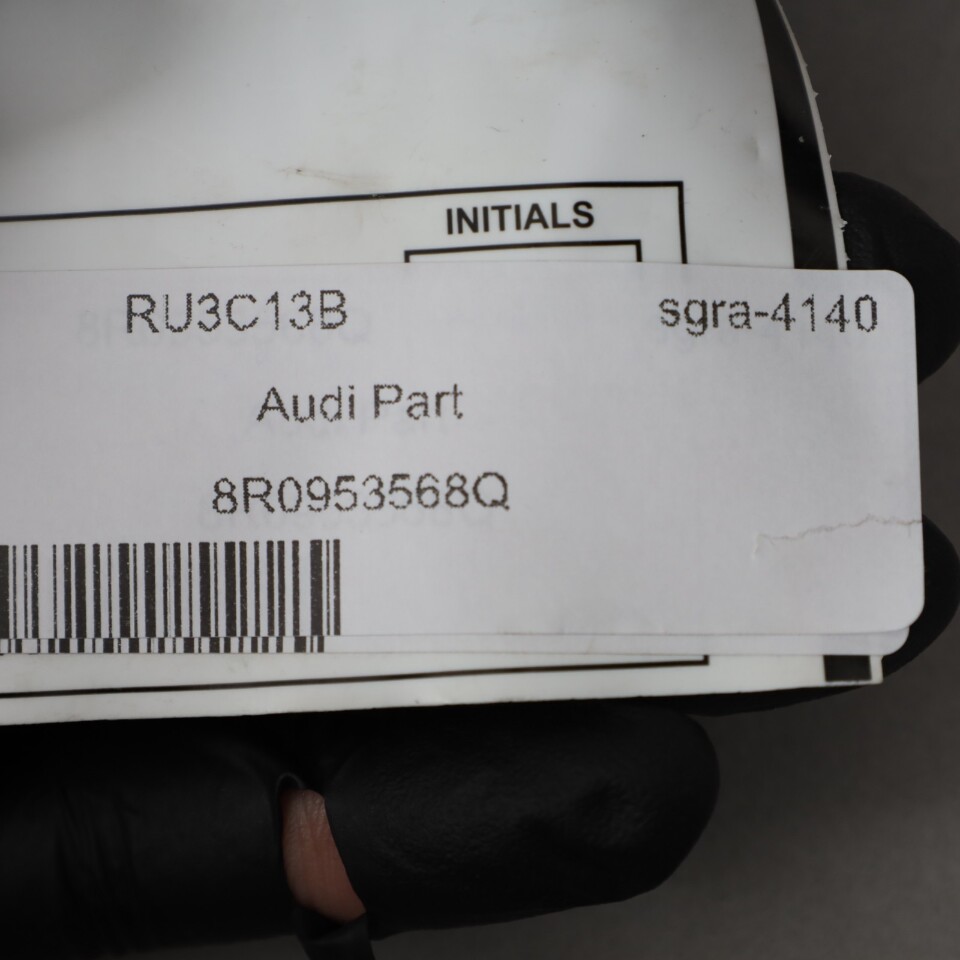 INITIALS
RU3C13B sgra-4140
Audi Part
8R0953568Q